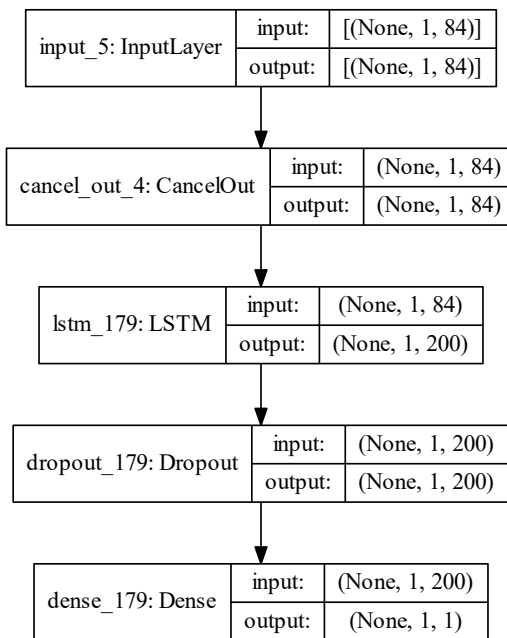 input_5: InputLayer
input: [(None, 1, 84)]
output: [(None, 1, 84)]
cancel_out_4: CancelOut
input: (None, 1, 84)
output: (None, 1, 84)
lstm_179: LSTM
input: (None, 1, 84)
output: (None, 1, 200)
dropout_179: Dropout
input: (None, 1, 200)
output: (None, 1, 200)
dense_179: Dense
input: (None, 1, 200)
output: (None, 1, 1)